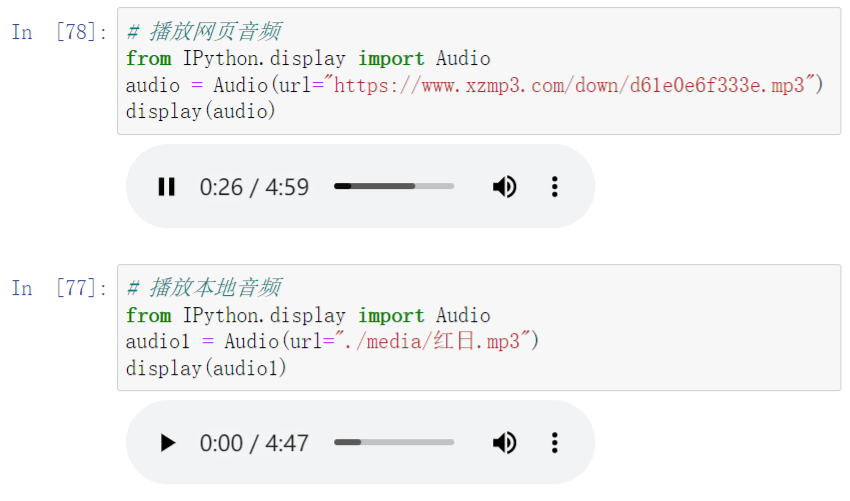 In [78]:
# 播放网页音频
from IPython.display import Audio
audio = Audio(url="https://www.xzmp3.com/down/d61e0e6f333e.mp3")
display(audio)
0:26 / 4:59
In [77]:
# 播放本地音频
from IPython.display import Audio
audio1 = Audio(url="./media/红日.mp3")
display(audio1)
0:00 / 4:47